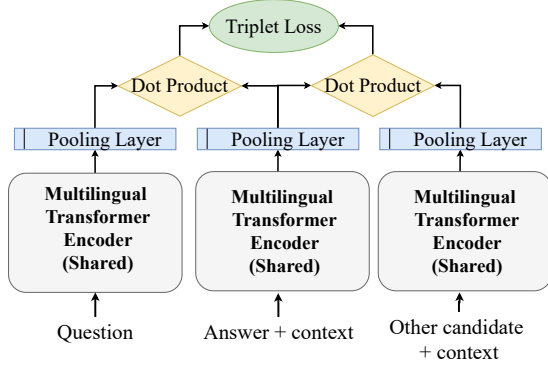 Triplet Loss
Dot Product
Dot Product
Pooling Layer
Pooling Layer
Pooling Layer
Multilingual
Transformer
Encoder
(Shared)
Multilingual
Transformer
Encoder
(Shared)
Multilingual
Transformer
Encoder
(Shared)
Question
Answer + context
Other candidate
+ context